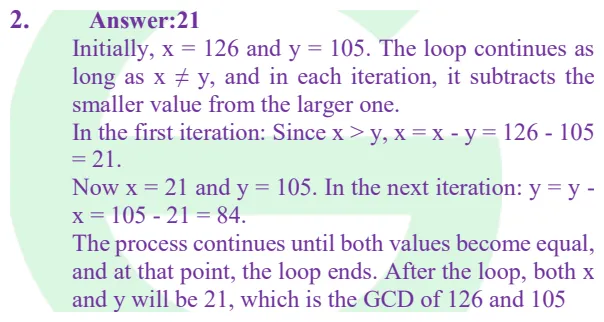 2. Answer:21
Initially, x = 126 and y = 105. The loop continues as
long as x ≠ y, and in each iteration, it subtracts the
smaller value from the larger one.
In the first iteration: Since x > y, x = x - y = 126 - 105
= 21.
Now x = 21 and y = 105. In the next iteration: y = y -
x = 105 - 21 = 84.
The process continues until both values become equal,
and at that point, the loop ends. After the loop, both x
and y will be 21, which is the GCD of 126 and 105